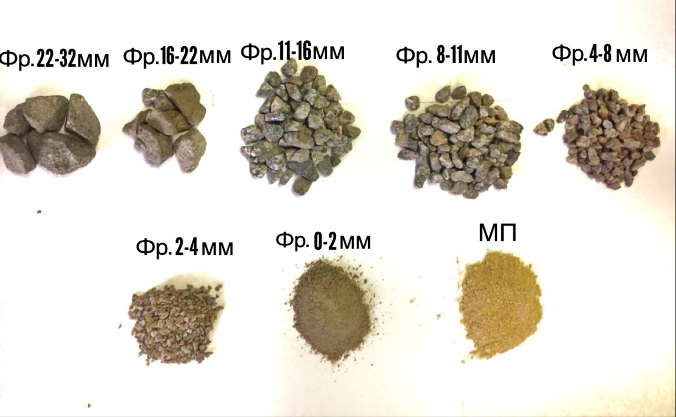 Фр.22-32мм
Фр.16-22мм
Фр.11-16мм
Фр. 8-11мм
Фр.4-8 мм
Фр.2-4мм
Фр. 0-2мм
МП